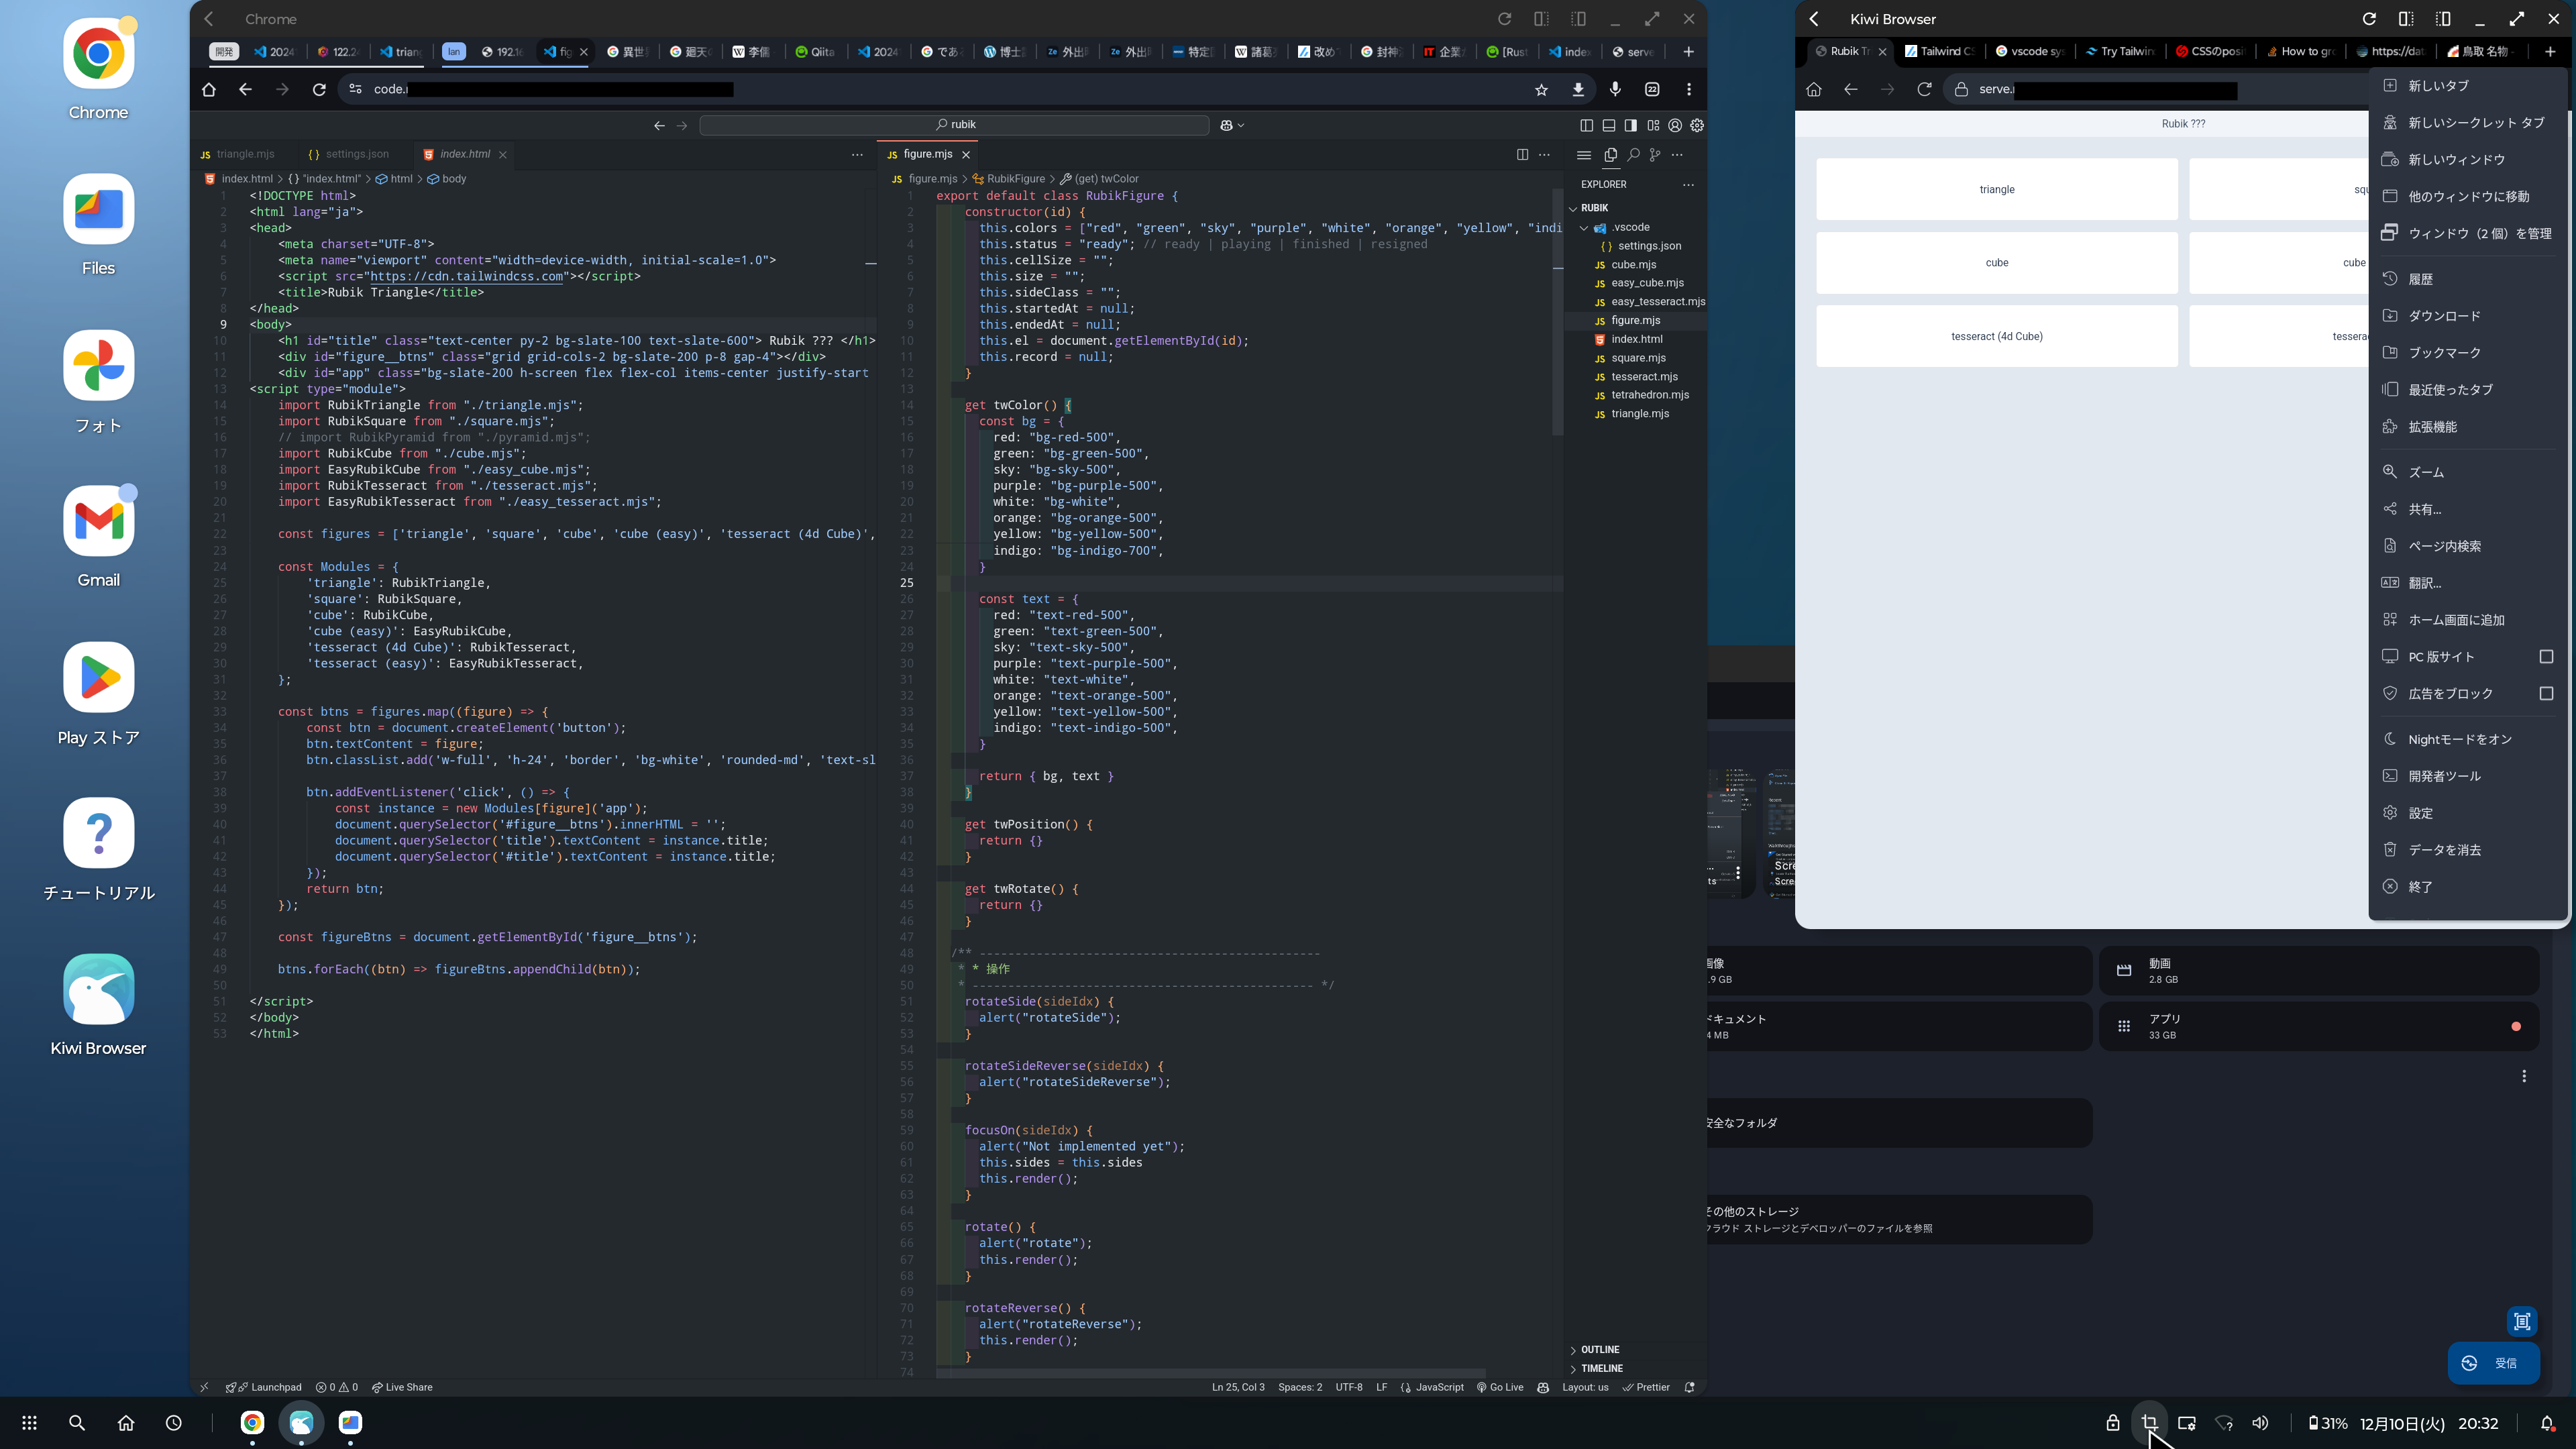 Chrome
Files
フォト
Gmail
Play ストア
チュートリアル
Kiwi Browser
Chrome
開発
2024
122.2
trian
lan
192.1
fig
異世
廻天
李傕
Qiita
2024
であ
博士
外出
外出
特定
諸葛
改め
封神
企業
[Rus
index
serve
code.
22
rubik
triangle.mjs
settings.json
index.html
index.html > {} "index.html" > html > body
1 <!DOCTYPE html>
2 <html lang="ja">
3 <head>
4 <meta charset="UTF-8">
5 <meta name="viewport" content="width=device-width, initial-scale=1.0">
6 <script src="https://cdn.tailwindcss.com"></script>
7 <title>Rubik Triangle</title>
8 </head>
9 <body>
10 <h1 id="title" class="text-center py-2 bg-slate-100 text-slate-600"> Rubik ??? </h1>
11 <div id="figure__btns" class="grid grid-cols-2 bg-slate-200 p-8 gap-4"></div>
12 <div id="app" class="bg-slate-200 h-screen flex flex-col items-center justify-start
13 <script type="module">
14 import RubikTriangle from "./triangle.mjs";
15 import RubikSquare from "./square.mjs";
16 // import RubikPyramid from "./pyramid.mjs";
17 import RubikCube from "./cube.mjs";
18 import EasyRubikCube from "./easy_cube.mjs";
19 import RubikTesseract from "./tesseract.mjs";
20 import EasyRubikTesseract from "./easy_tesseract.mjs";
21
22 const figures = ['triangle', 'square', 'cube', 'cube (easy)', 'tesseract (4d Cube)',
23
24 const Modules = {
25 'triangle': RubikTriangle,
26 'square': RubikSquare,
27 'cube': RubikCube,
28 'cube (easy)': EasyRubikCube,
29 'tesseract (4d Cube)': RubikTesseract,
30 'tesseract (easy)': EasyRubikTesseract,
31 };
32
33 const btns = figures.map((figure) => {
34 const btn = document.createElement('button');
35 btn.textContent = figure;
36 btn.classList.add('w-full', 'h-24', 'border', 'bg-white', 'rounded-md', 'text-sl
37
38 btn.addEventListener('click', () => {
39 const instance = new Modules[figure]('app');
40 document.querySelector('#figure__btns').innerHTML = '';
41 document.querySelector('title').textContent = instance.title;
42 document.querySelector('#title').textContent = instance.title;
43 });
44 return btn;
45 });
46
47 const figureBtns = document.getElementById('figure__btns');
48
49 btns.forEach((btn) => figureBtns.appendChild(btn));
50
51 </script>
52 </body>
53 </html>
figure.mjs
figure.mjs > RubikFigure > (get) twColor
1 export default class RubikFigure {
2 constructor(id) {
3 this.colors = ["red", "green", "sky", "purple", "white", "orange", "yellow", "indi
4 this.status = "ready"; // ready | playing | finished | resigned
5 this.cellSize = "";
6 this.size = "";
7 this.sideClass = "";
8 this.startedAt = null;
9 this.endedAt = null;
10 this.el = document.getElementById(id);
11 this.record = null;
12 }
13
14 get twColor() {
15 const bg = {
16 red: "bg-red-500",
17 green: "bg-green-500",
18 sky: "bg-sky-500",
19 purple: "bg-purple-500",
20 white: "bg-white",
21 orange: "bg-orange-500",
22 yellow: "bg-yellow-500",
23 indigo: "bg-indigo-700",
24 }
25
26 const text = {
27 red: "text-red-500",
28 green: "text-green-500",
29 sky: "text-sky-500",
30 purple: "text-purple-500",
31 white: "text-white",
32 orange: "text-orange-500",
33 yellow: "text-yellow-500",
34 indigo: "text-indigo-500",
35 }
36
37 return { bg, text }
38 }
39
40 get twPosition() {
41 return {}
42 }
43
44 get twRotate() {
45 return {}
46 }
47
48 /** ------------------------------------------------
49 * * 操作
50 * ------------------------------------------------ */
51 rotateSide(sideIdx) {
52 alert("rotateSide");
53 }
54
55 rotateSideReverse(sideIdx) {
56 alert("rotateSideReverse");
57 }
58
59 focusOn(sideIdx) {
60 alert("Not implemented yet");
61 this.sides = this.sides
62 this.render();
63 }
64
65 rotate() {
66 alert("rotate");
67 this.render();
68 }
69
70 rotateReverse() {
71 alert("rotateReverse");
72 this.render();
73 }
74
EXPLORER
RUBIK
.vscode
settings.json
cube.mjs
easy_cube.mjs
easy_tesseract.mjs
figure.mjs
index.html
square.mjs
tesseract.mjs
tetrahedron.mjs
triangle.mjs
OUTLINE
TIMELINE
Launchpad
0 0
Live Share
Ln 25, Col 3
Spaces: 2
UTF-8
LF
JavaScript
Go Live
Layout: us
Prettier
Kiwi Browser
Rubik Tr
Tailwind C
vscode sy
Try Tailwin
CSSのposi
How to gr
https://da
鳥取 名物
serve.
Rubik ???
triangle
squ
cube
cube
tesseract (4d Cube)
tessera
新しいタブ
新しいシークレット タブ
新しいウィンドウ
他のウィンドウに移動
ウィンドウ（2 個）を管理
履歴
ダウンロード
ブックマーク
最近使ったタブ
拡張機能
ズーム
共有...
ページ内検索
翻訳...
ホーム画面に追加
PC 版サイト
広告をブロック
Nightモードをオン
開発者ツール
設定
データを消去
終了
ts
Scre
Scre
画像
.9 GB
動画
2.8 GB
ドキュメント
4 MB
アプリ
33 GB
安全なフォルダ
その他のストレージ
クラウド ストレージとデベロッパーのファイルを参照
受信
31%
12月10日(火)
20:32